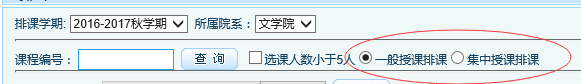 排课学期: 2016-2017秋学期 所属院系: 文学院
课程编号: 查 询 选课人数小于5人 一般授课排课 集中授课排课